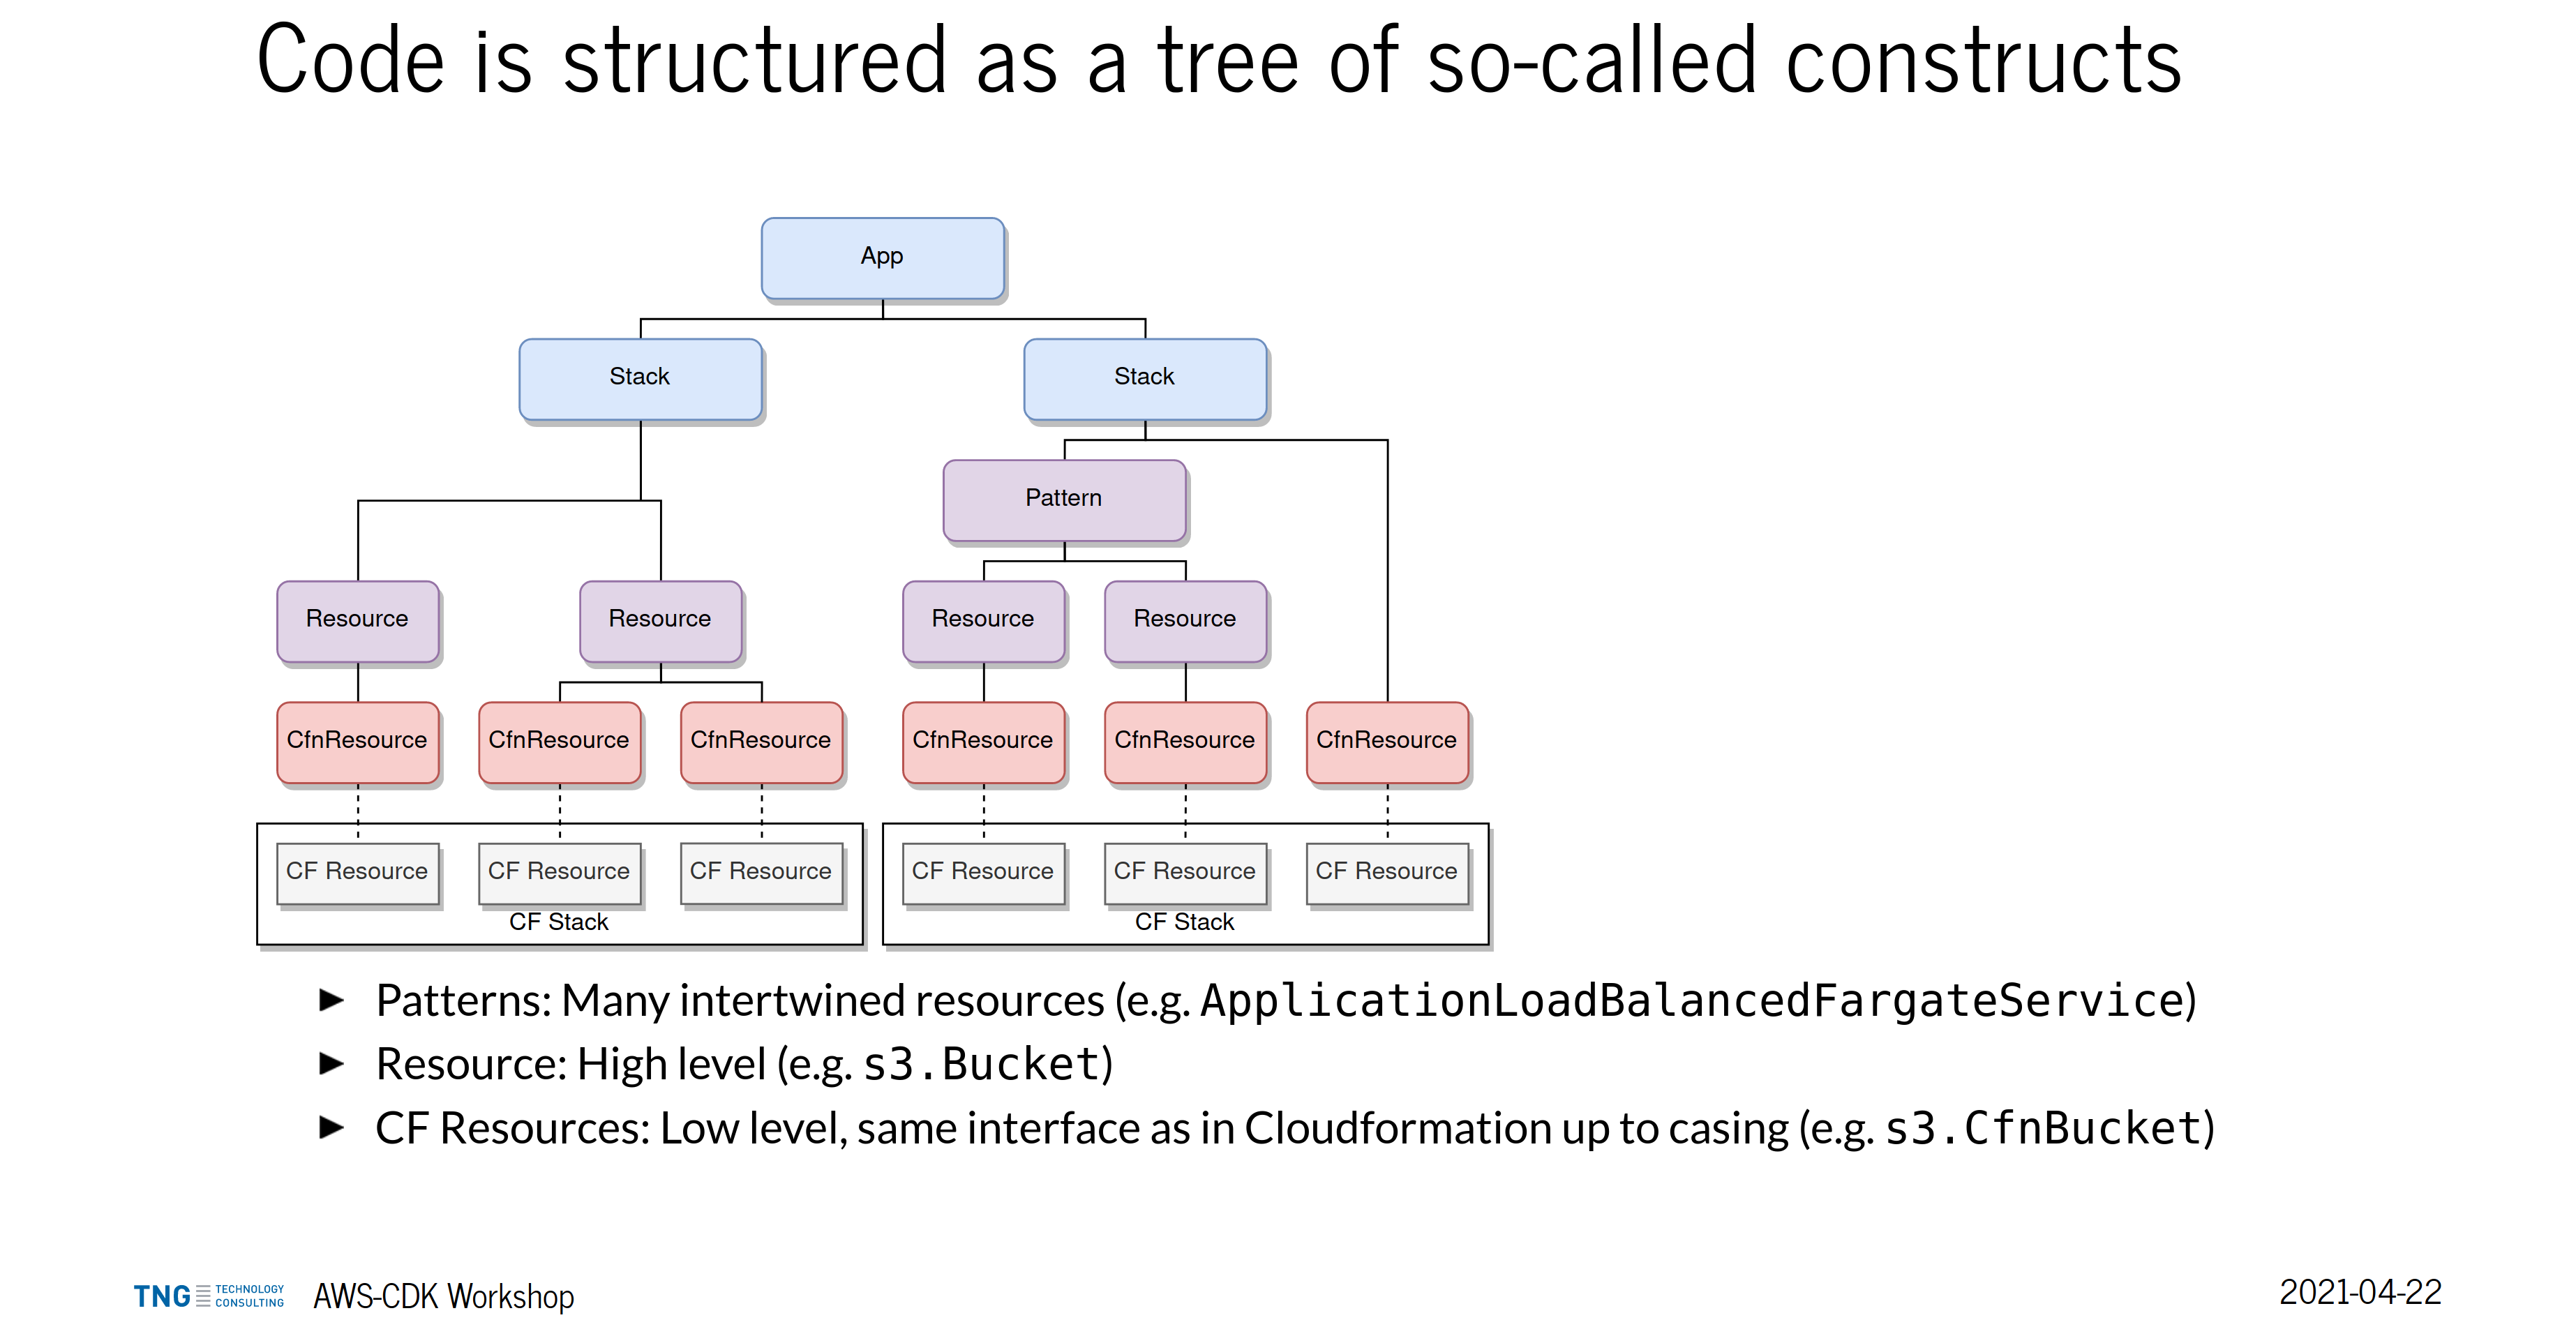 Code is structured as a tree of so-called constructs
App
Stack
Stack
Pattern
Resource
Resource
Resource
Resource
CfnResource
CfnResource
CfnResource
CfnResource
CfnResource
CfnResource
CF Resource
CF Resource
CF Resource
CF Resource
CF Resource
CF Resource
CF Stack
CF Stack
► Patterns: Many intertwined resources (e.g. ApplicationLoadBalancedFargateService)
► Resource: High level (e.g. s3.Bucket)
► CF Resources: Low level, same interface as in Cloudformation up to casing (e.g. s3.CfnBucket)
TNG TECHNOLOGY
CONSULTING
AWS-CDK Workshop
2021-04-22